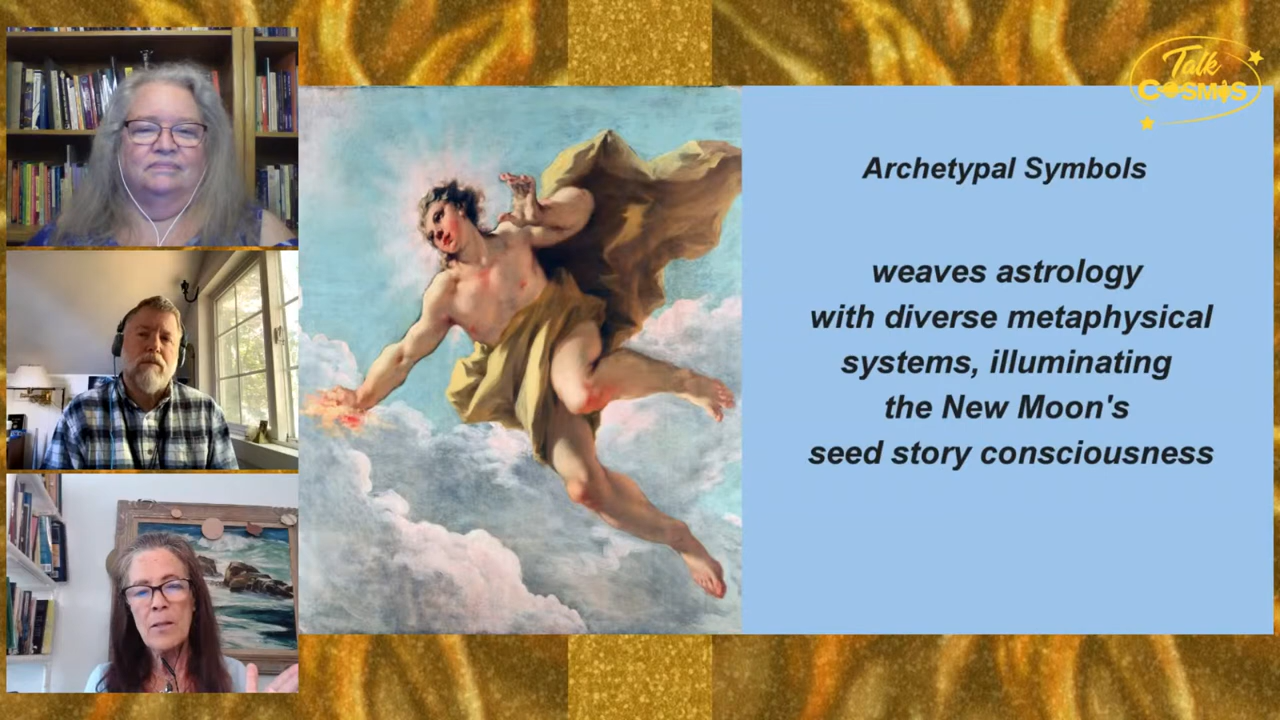 Talk
COSMOS
Archetypal Symbols
weaves astrology
with diverse metaphysical
systems, illuminating
the New Moon's
seed story consciousness